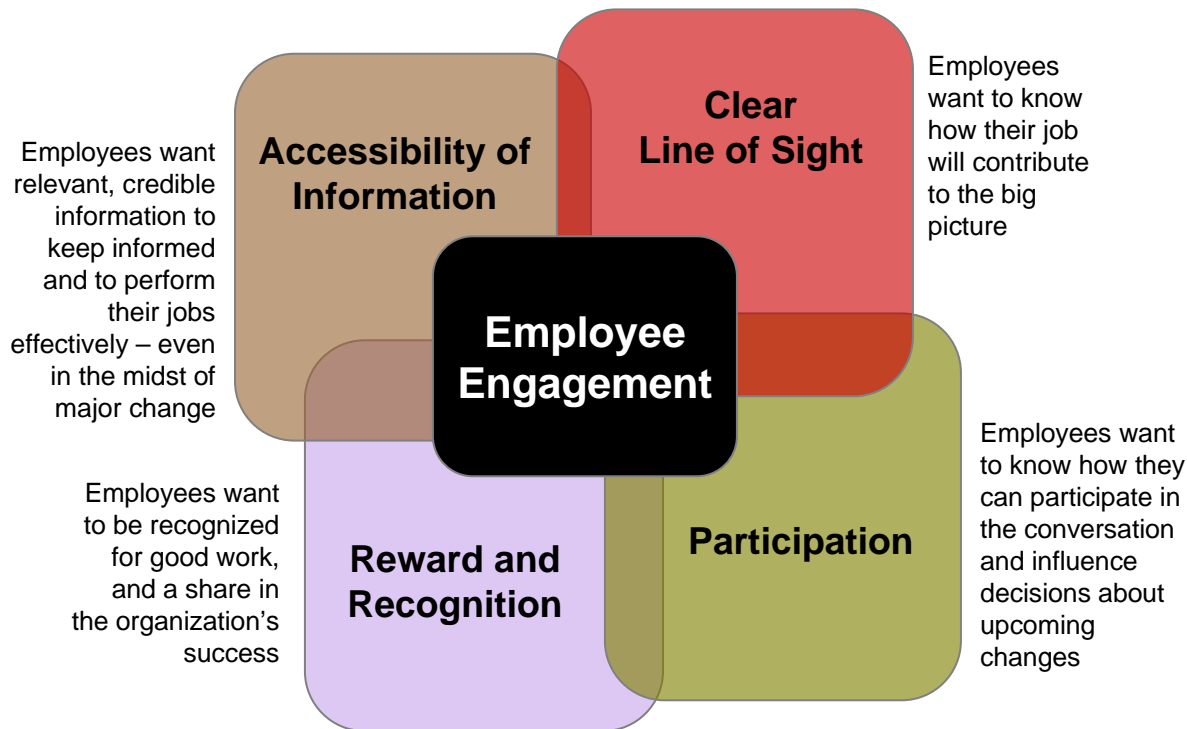 Accessibility of
Information
Employees want
relevant, credible
information to
keep informed
and to perform
their jobs
effectively – even
in the midst of
major change
Clear
Line of Sight
Employees
want to know
how their job
will contribute
to the big
picture
Employee
Engagement
Reward and
Recognition
Employees want
to be recognized
for good work,
and a share in
the organization's
success
Participation
Employees want
to know how they
can participate in
the conversation
and influence
decisions about
upcoming
changes